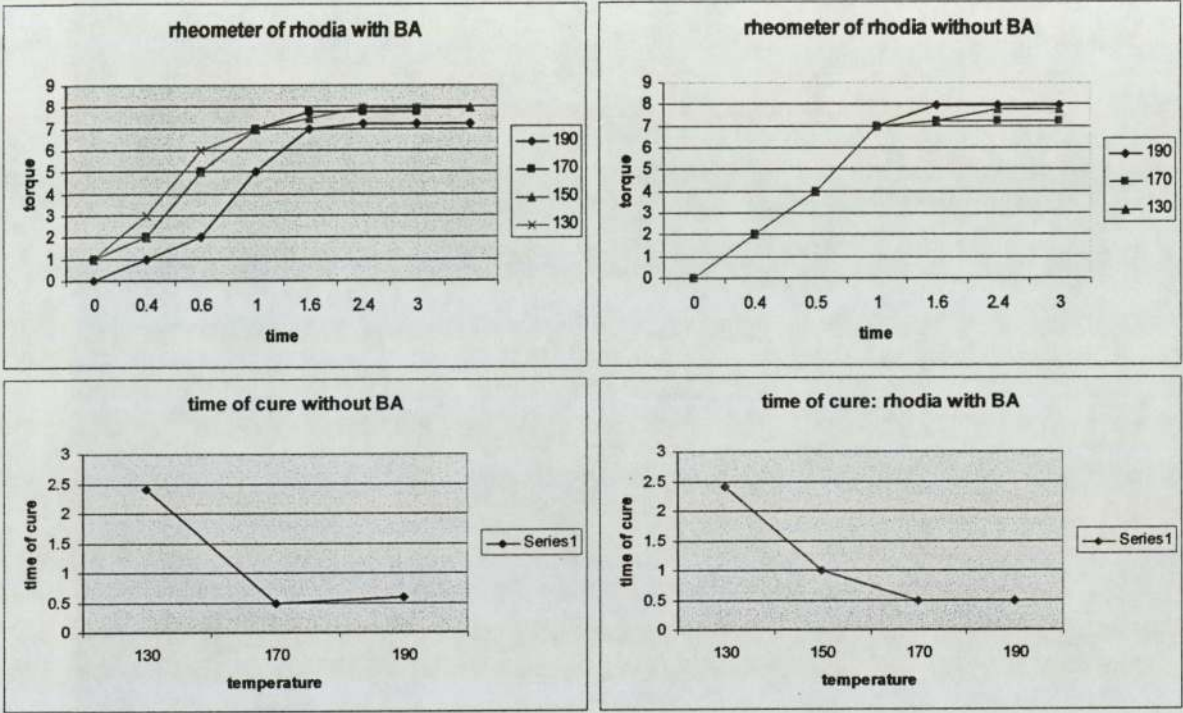 rheometer of rhodia with BA
torque
9
8
7
6
5
4
3
2
1
0
0 0.4 0.6 1 1.6 2.4 3
time
190
170
150
130
rheometer of rhodia without BA
torque
9
8
7
6
5
4
3
2
1
0
0 0.4 0.5 1 1.6 2.4 3
time
190
170
130
time of cure without BA
time of cure
3
2.5
2
1.5
1
0.5
0
130 170 190
temperature
Series1
time of cure: rhodia with BA
time of cure
3
2.5
2
1.5
1
0.5
0
130 150 170 190
temperature
Series1